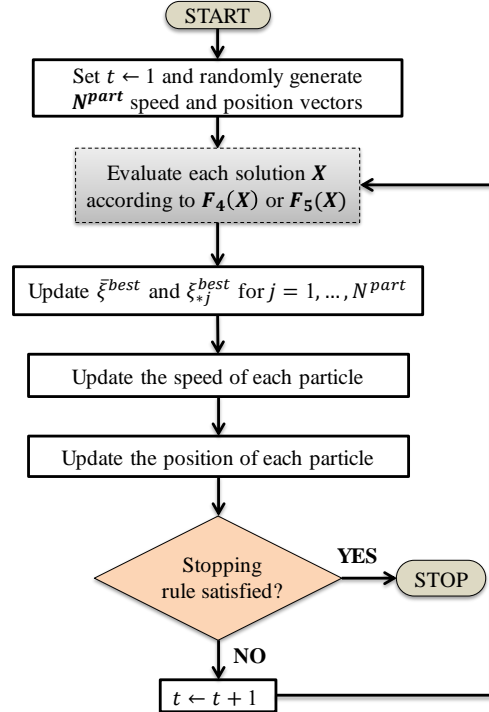 START
Set t ← 1 and randomly generate
N^part speed and position vectors
Evaluate each solution X
according to F₄(X) or F₅(X)
Update ξ̄^best and ξ_{*j}^best for j = 1, … , N^part
Update the speed of each particle
Update the position of each particle
Stopping
rule satisfied?
YES
STOP
NO
t ← t + 1